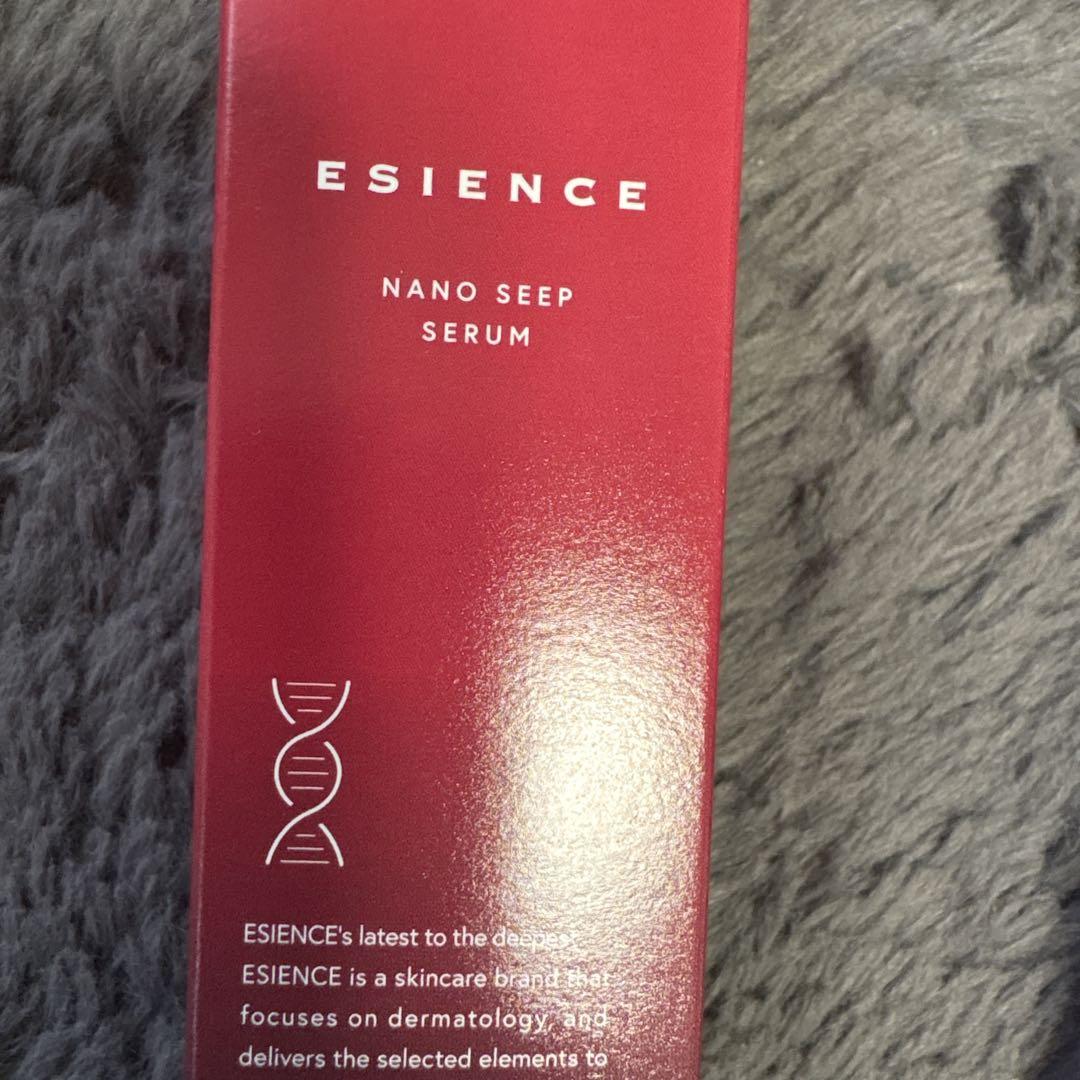 ESIENCE
NANO SEEP
SERUM
ESIENCE's latest to the deepest
ESIENCE is a skincare brand that
focuses on dermatology, and
delivers the selected elements to